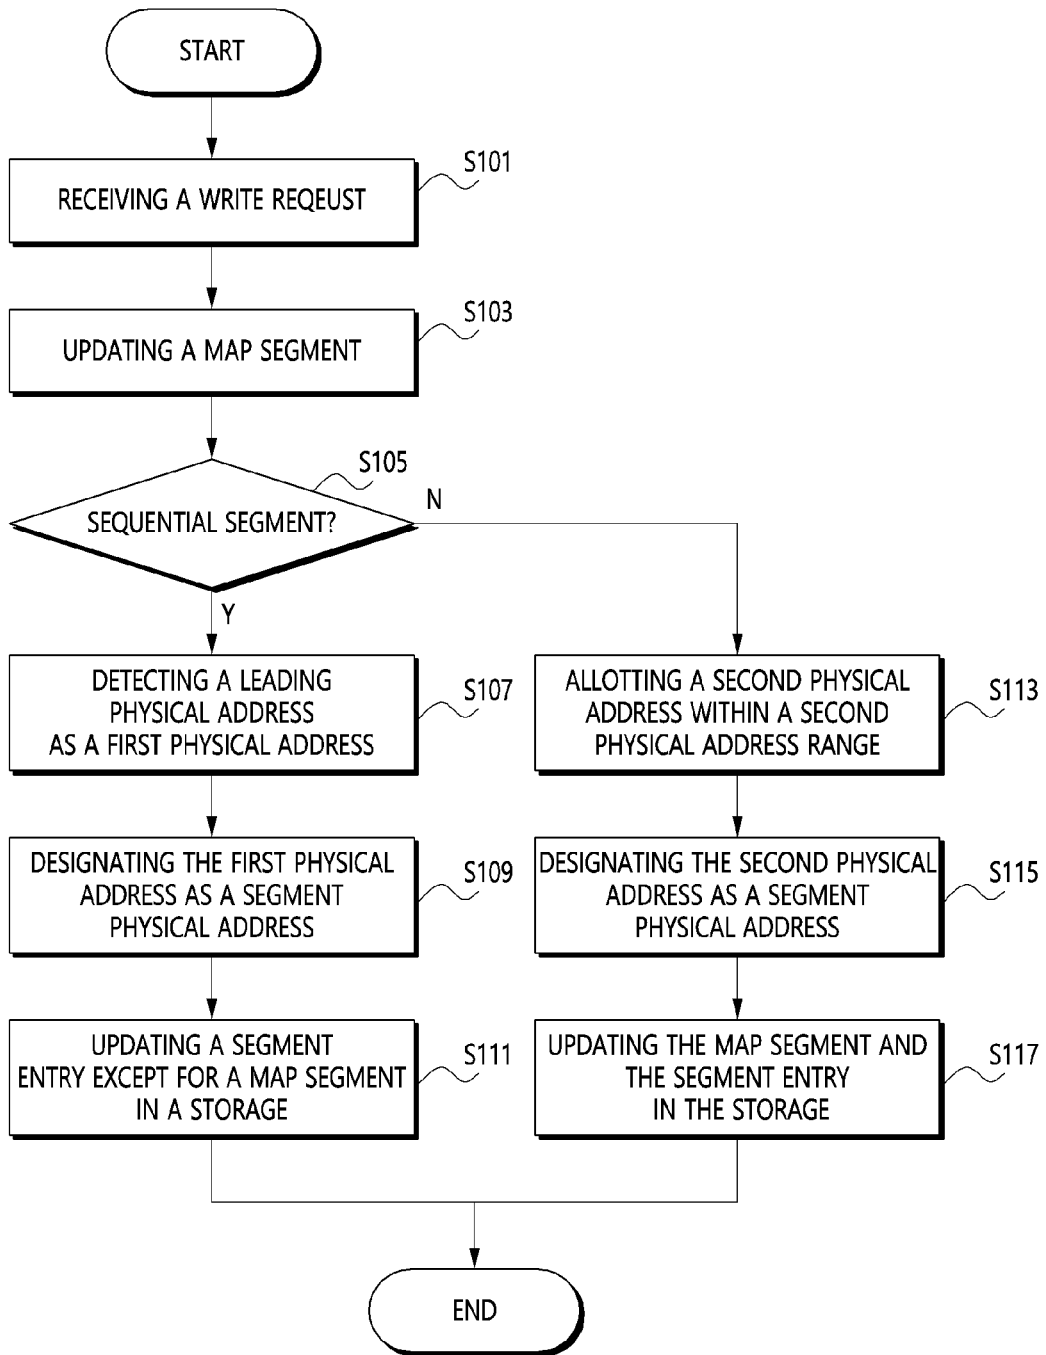 START
RECEIVING A WRITE REQEUST
S101
UPDATING A MAP SEGMENT
S103
SEQUENTIAL SEGMENT?
S105
N
Y
DETECTING A LEADING
PHYSICAL ADDRESS
AS A FIRST PHYSICAL ADDRESS
S107
DESIGNATING THE FIRST PHYSICAL
ADDRESS AS A SEGMENT
PHYSICAL ADDRESS
S109
UPDATING A SEGMENT
ENTRY EXCEPT FOR A MAP SEGMENT
IN A STORAGE
S111
ALLOTTING A SECOND PHYSICAL
ADDRESS WITHIN A SECOND
PHYSICAL ADDRESS RANGE
S113
DESIGNATING THE SECOND PHYSICAL
ADDRESS AS A SEGMENT
PHYSICAL ADDRESS
S115
UPDATING THE MAP SEGMENT AND
THE SEGMENT ENTRY
IN THE STORAGE
S117
END